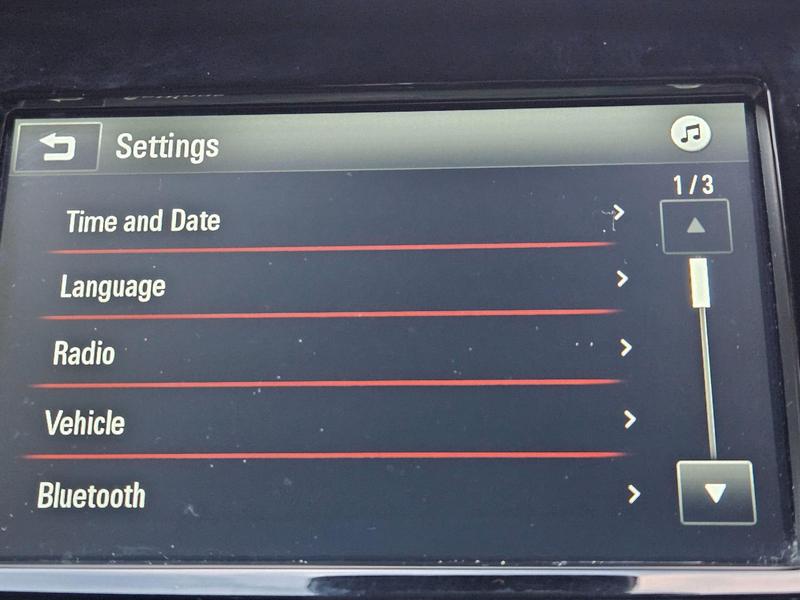 Settings
1/3
Time and Date
Language
Radio
Vehicle
Bluetooth